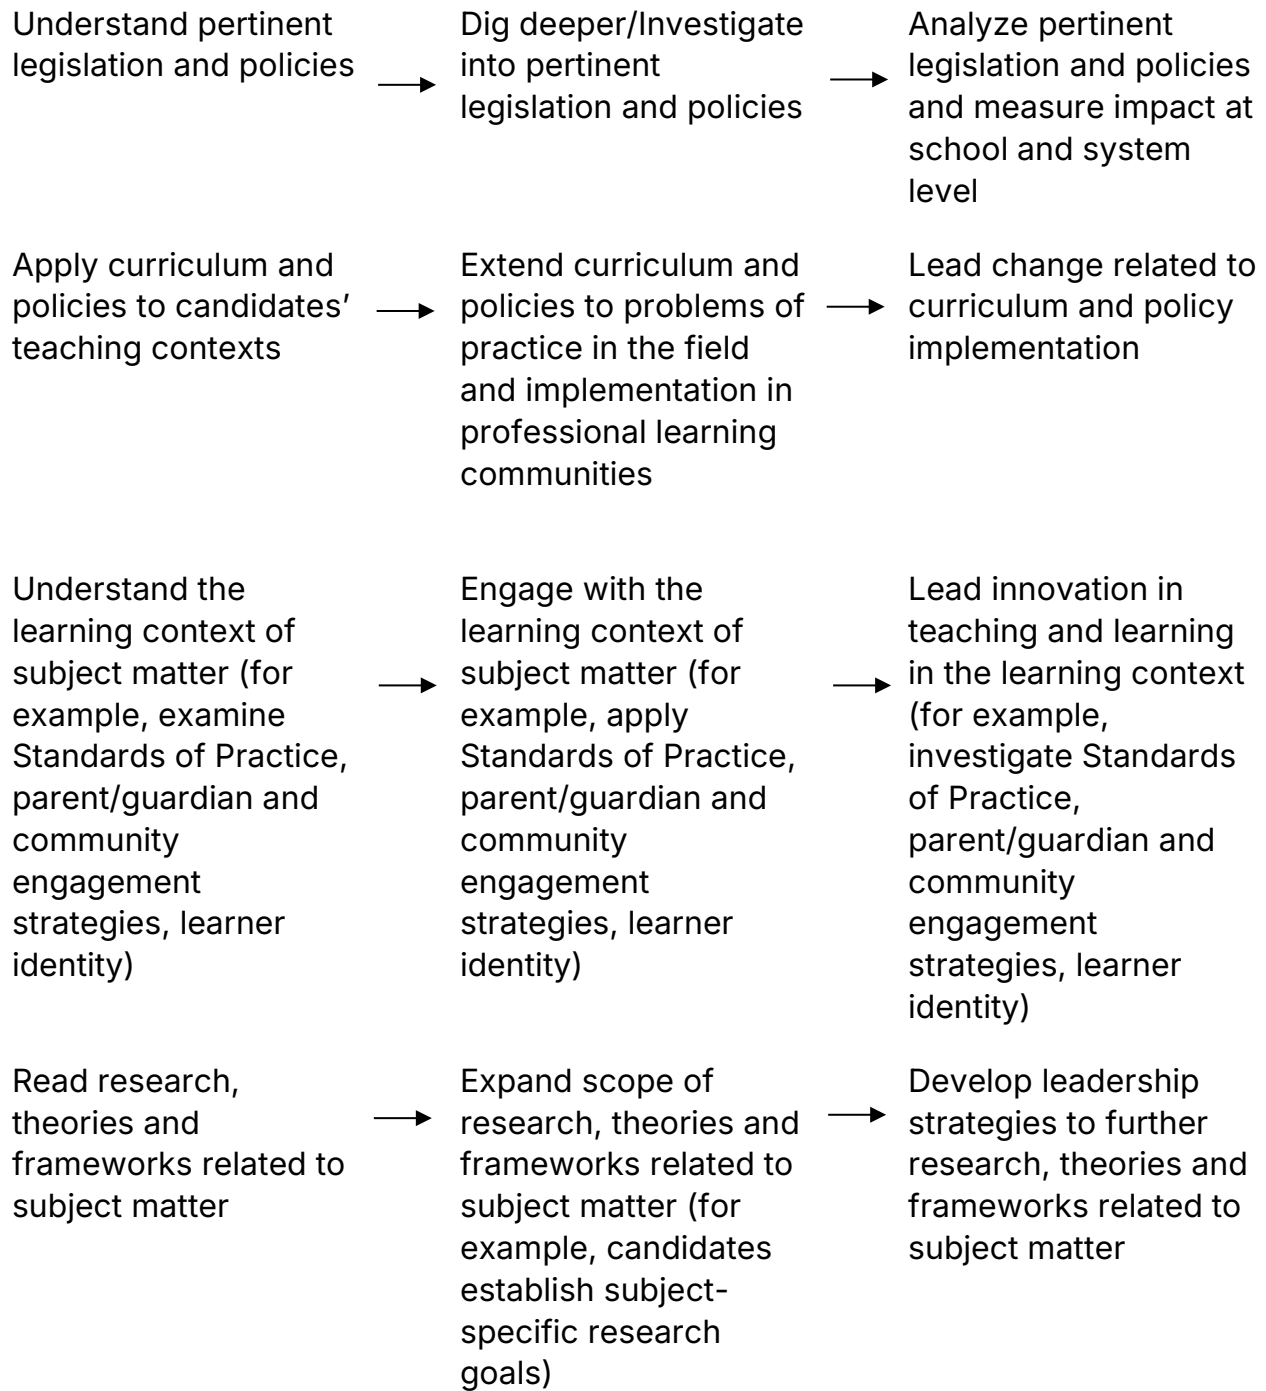 Understand pertinent
legislation and policies
Dig deeper/Investigate
into pertinent
legislation and policies
Analyze pertinent
legislation and policies
and measure impact at
school and system
level
Apply curriculum and
policies to candidates’
teaching contexts
Extend curriculum and
policies to problems of
practice in the field
and implementation in
professional learning
communities
Lead change related to
curriculum and policy
implementation
Understand the
learning context of
subject matter (for
example, examine
Standards of Practice,
parent/guardian and
community
engagement
strategies, learner
identity)
Engage with the
learning context of
subject matter (for
example, apply
Standards of Practice,
parent/guardian and
community
engagement
strategies, learner
identity)
Lead innovation in
teaching and learning
in the learning context
(for example,
investigate Standards
of Practice,
parent/guardian and
community
engagement
strategies, learner
identity)
Read research,
theories and
frameworks related to
subject matter
Expand scope of
research, theories and
frameworks related to
subject matter (for
example, candidates
establish subject-
specific research
goals)
Develop leadership
strategies to further
research, theories and
frameworks related to
subject matter